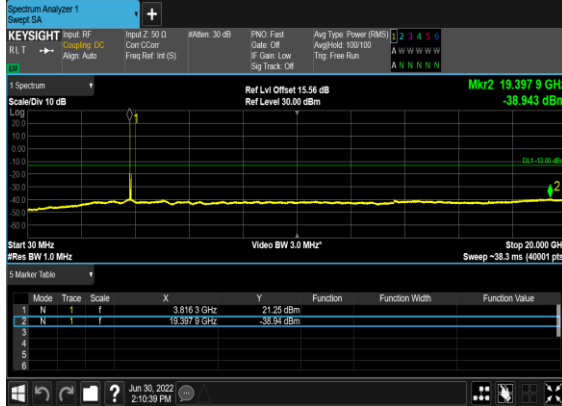 Spectrum Analyzer 1
Swept SA
+
KEYSIGHT Input: RF Input Z: 50 Ω #Atten: 30 dB PNO: Fast Avg Type: Power (RMS) 1 2 3 4 5 6
RLT Coupling: DC Corr CCorr Gate: Off Avg|Hold: 100/100 A W W W W W
Align: Auto Freq Ref: Int (S) IF Gain: Low Trig: Free Run
Sig Track: Off A N N N N N
1 Spectrum
Ref Lvl Offset 15.56 dB Mkr2 19.397 9 GHz
Scale/Div 10 dB Ref Level 30.00 dBm -38.943 dBm
Log
20.0
10.0
0.00
-10.0
-20.0
-30.0
-40.0
-50.0
-60.0
1
DL1 -13.00 dBm
2
Start 30 MHz Video BW 3.0 MHz* Stop 20.000 GHz
#Res BW 1.0 MHz Sweep ~38.3 ms (40001 pts)
5 Marker Table
Mode Trace Scale X Y Function Function Width Function Value
1 N 1 f 3.816 3 GHz 21.25 dBm
2 N 1 f 19.397 9 GHz -38.94 dBm
3
4
5
6
? Jun 30, 2022
2:10:39 PM